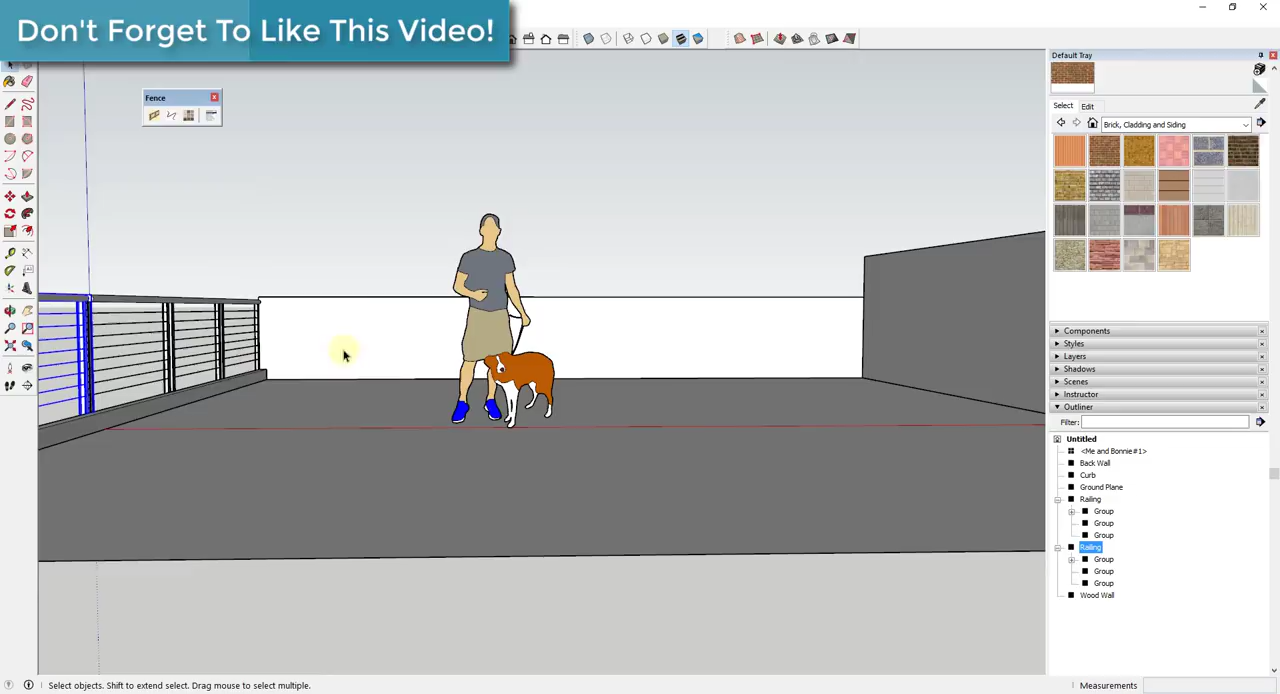 Don't Forget To Like This Video!
Default Tray
Fence
Select
Edit
Brick, Cladding and Siding
Components
Styles
Layers
Shadows
Scenes
Instructor
Outliner
Filter:
Untitled
<Me and Bonnie#1>
Back Wall
Curb
Ground Plane
Railing
Group
Group
Group
Railing
Group
Group
Group
Wood Wall
Select objects. Shift to extend select. Drag mouse to select multiple.
Measurements